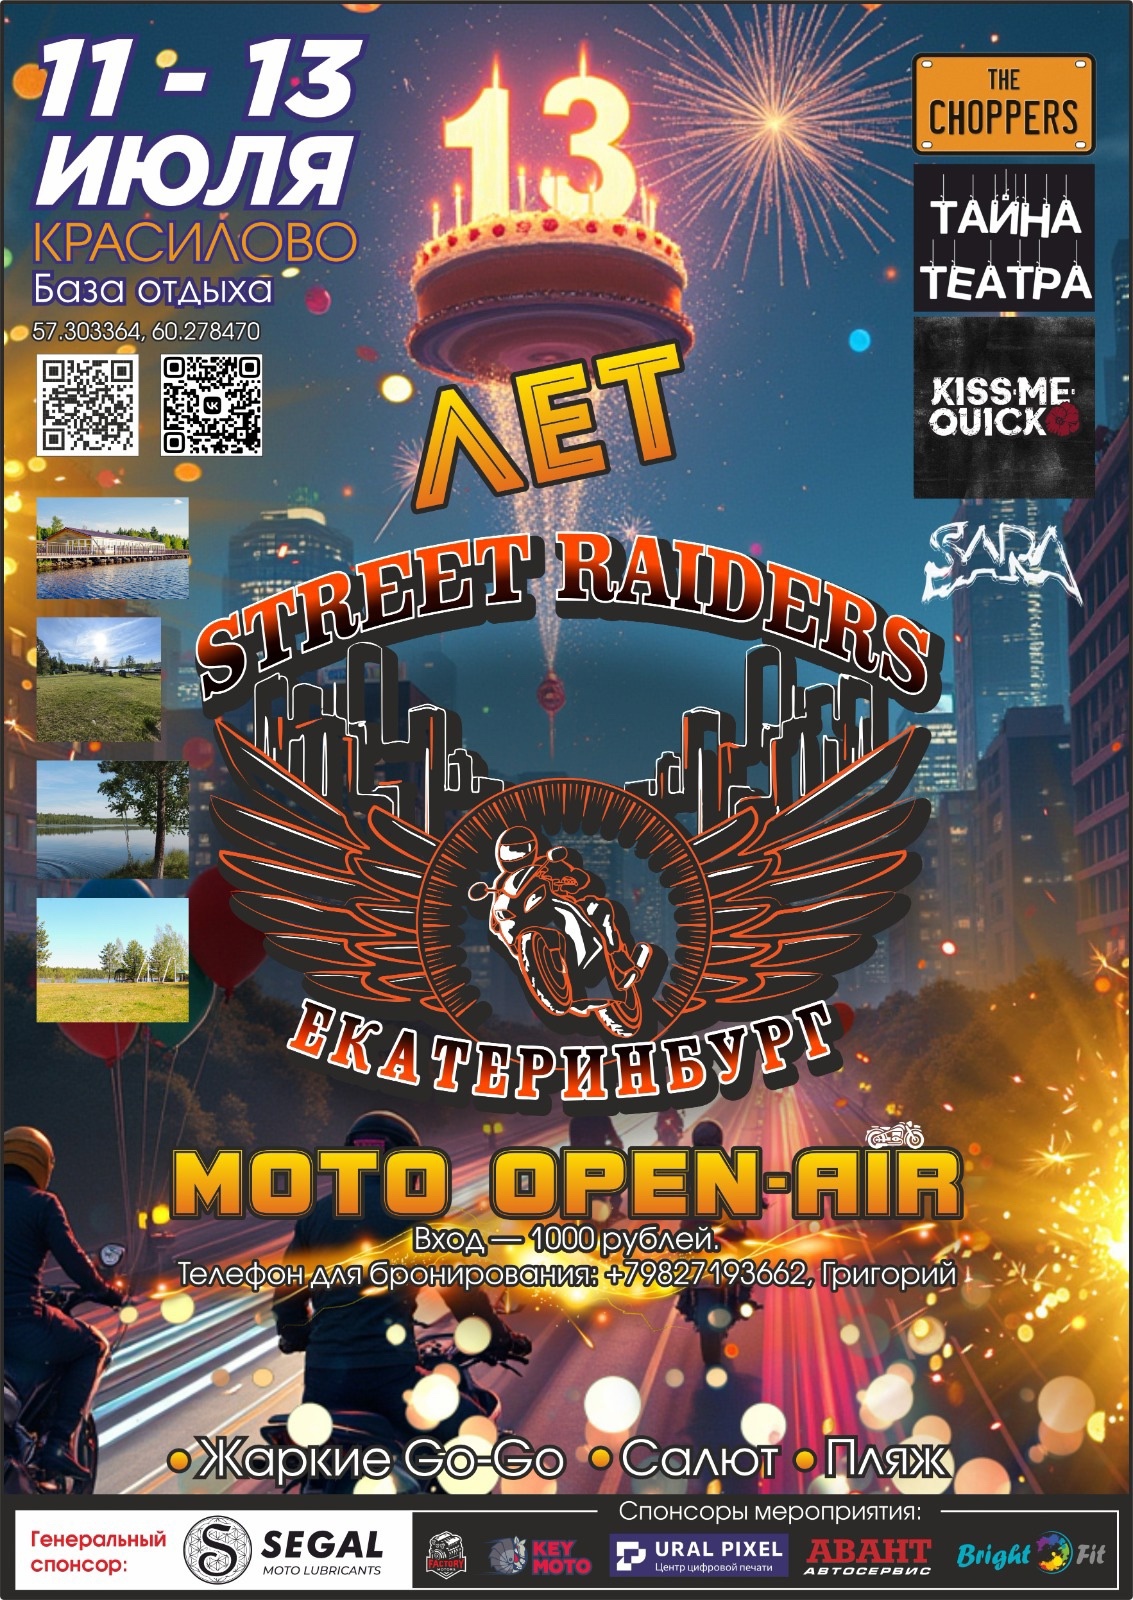 11 - 13
ИЮЛЯ
КРАСИЛОВО
База отдыха
57.303364, 60.278470
13
ЛЕТ
THE
CHOPPERS
ТАЙНА
ТЕАТРА
KISS·ME·
QUICK
SARA
STREET RAIDERS
ЕКАТЕРИНБУРГ
MOTO OPEN-AIR
Вход — 1000 рублей.
Телефон для бронирования: +79827193662, Григорий
• Жаркие Go-Go • Салют • Пляж
Спонсоры мероприятия:
Генеральный
спонсор:
SEGAL
MOTO LUBRICANTS
FACTORY
MOTORS
KEY
MOTO
URAL PIXEL
Центр цифровой печати
АВАНТ
АВТОСЕРВИС
Bright Fit